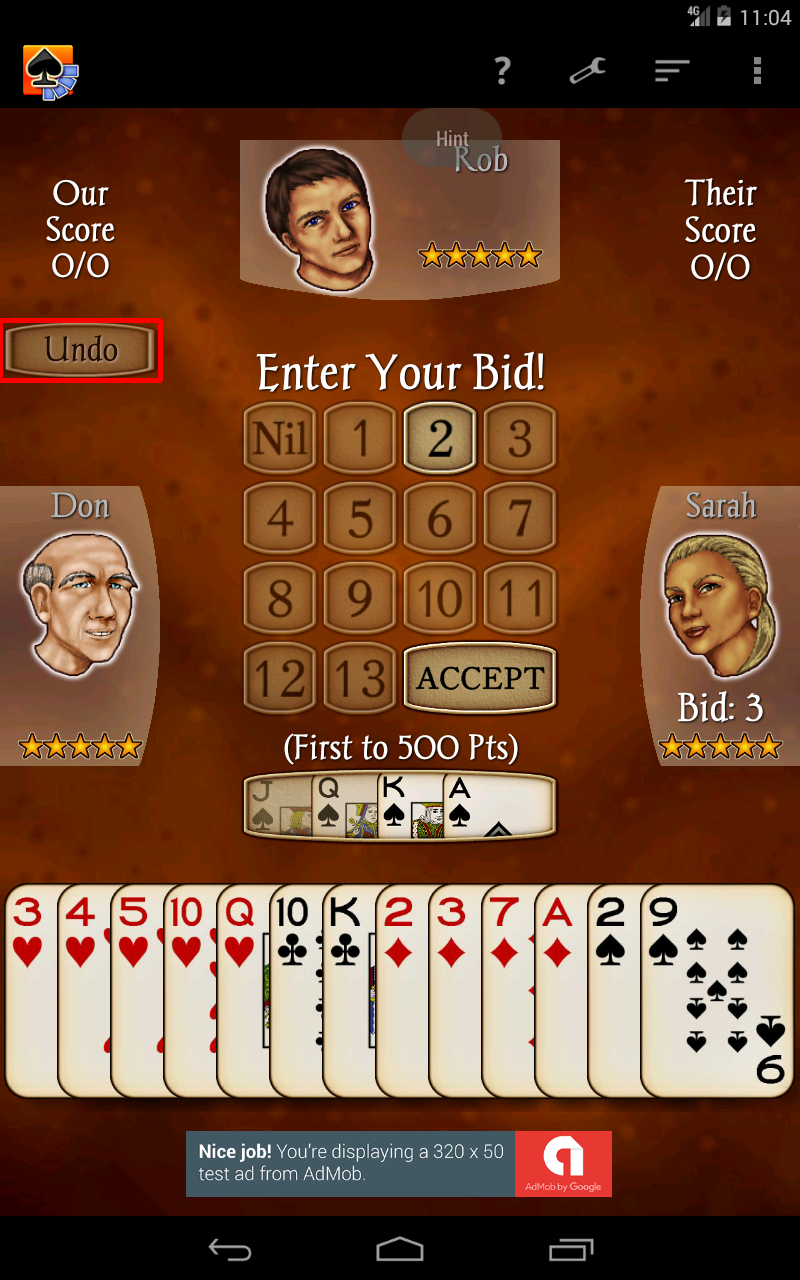 4G 11:04
?
Hint
Rob
Our
Score
0/0
Their
Score
0/0
Undo
Enter Your Bid!
Nil 1 2 3
4 5 6 7
8 9 10 11
12 13 ACCEPT
Don
Sarah
Bid: 3
(First to 500 Pts)
J Q K A
3 4 5 10 Q 10 K 2 3 7 A 2 9
9
Nice job! You're displaying a 320 x 50
test ad from AdMob.
AdMob by Google